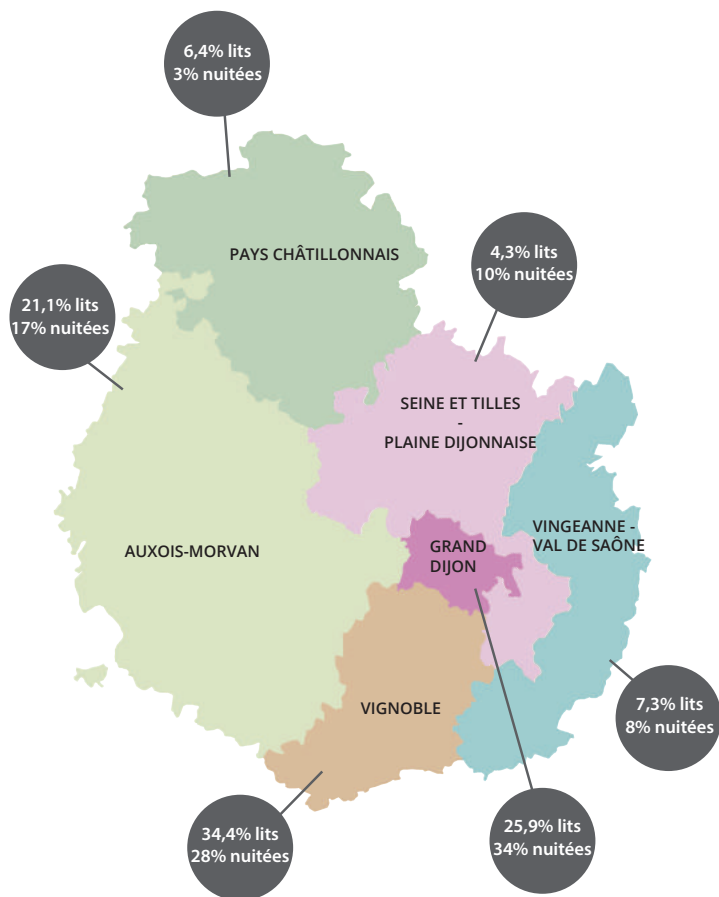 6,4% lits
3% nuitées
PAYS CHÂTILLONNAIS
4,3% lits
10% nuitées
21,1% lits
17% nuitées
SEINE ET TILLES
-
PLAINE DIJONNAISE
VINGEANNE -
VAL DE SAÔNE
GRAND
DIJON
AUXOIS-MORVAN
VIGNOBLE
7,3% lits
8% nuitées
34,4% lits
28% nuitées
25,9% lits
34% nuitées